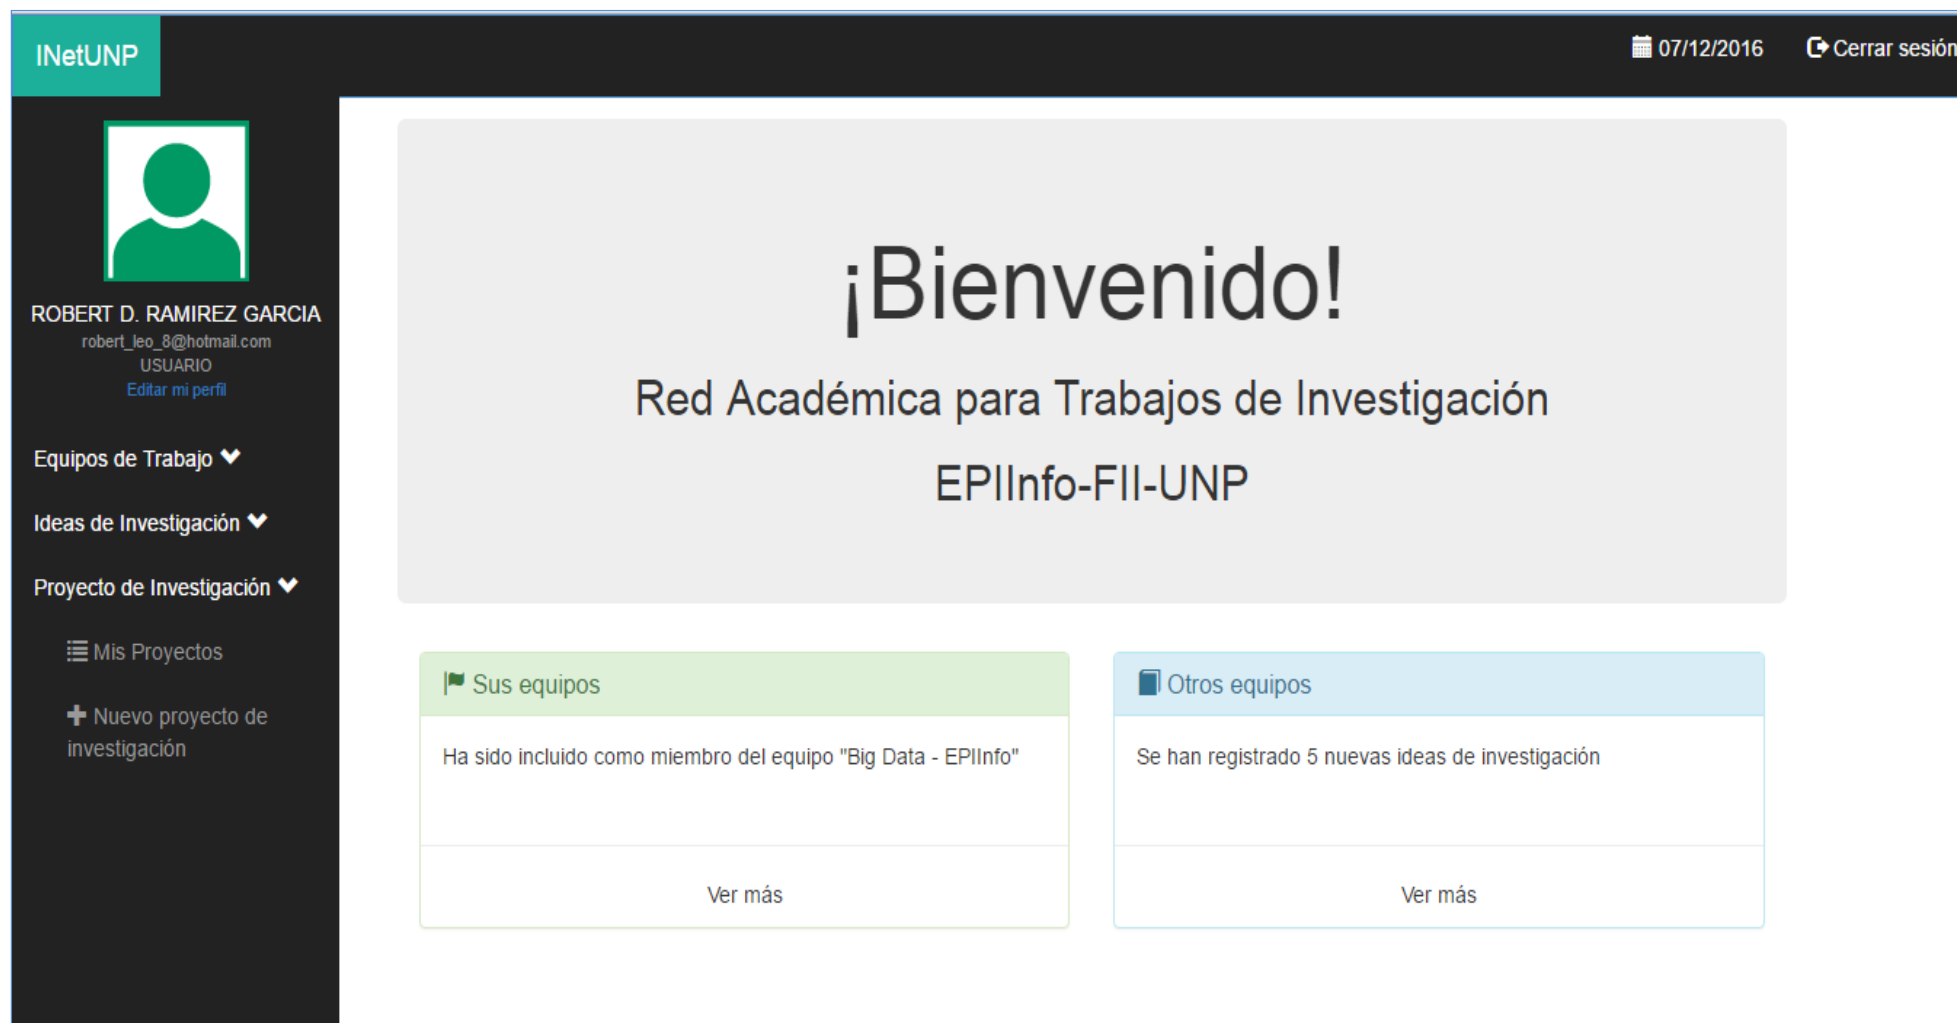 INetUNP
07/12/2016
Cerrar sesión
ROBERT D. RAMIREZ GARCIA
robert_leo_8@hotmail.com
USUARIO
Editar mi perfil
Equipos de Trabajo
Ideas de Investigación
Proyecto de Investigación
Mis Proyectos
Nuevo proyecto de
investigación
¡Bienvenido!
Red Académica para Trabajos de Investigación
EPIInfo-FII-UNP
Sus equipos
Ha sido incluido como miembro del equipo "Big Data - EPIInfo"
Ver más
Otros equipos
Se han registrado 5 nuevas ideas de investigación
Ver más